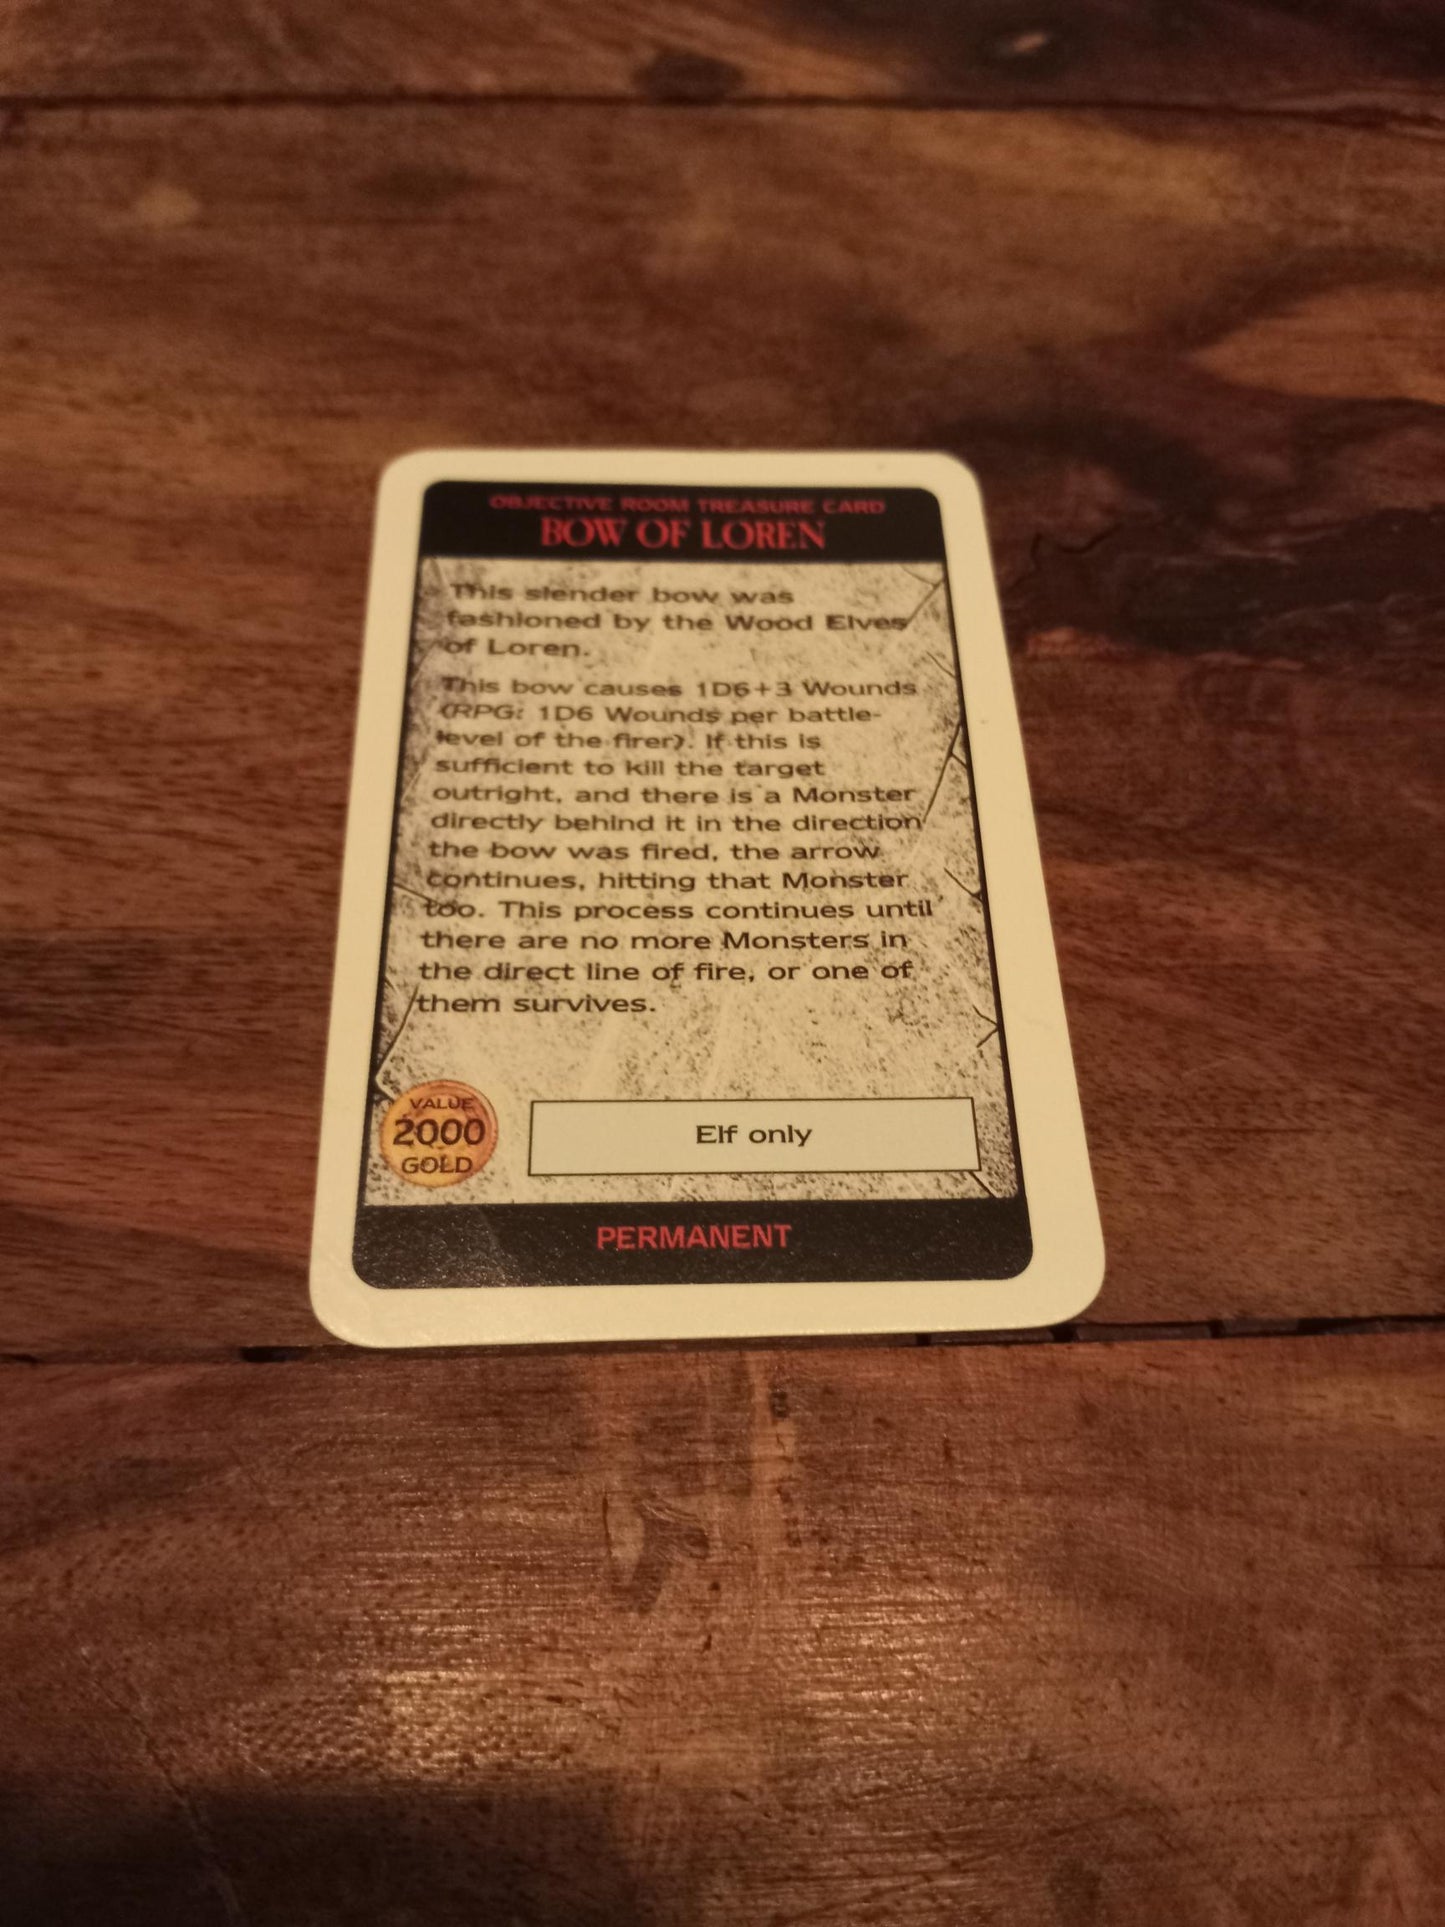 OBJECTIVE ROOM TREASURE CARD
BOW OF LOREN
This slender bow was
fashioned by the Wood Elves
of Loren.
This bow causes 1D6+3 Wounds
(RPG: 1D6 Wounds per battle-
level of the firer). If this is
sufficient to kill the target
outright, and there is a Monster
directly behind it in the direction
the bow was fired, the arrow
continues, hitting that Monster
too. This process continues until
there are no more Monsters in
the direct line of fire, or one of
them survives.
VALUE
2000
GOLD
Elf only
PERMANENT